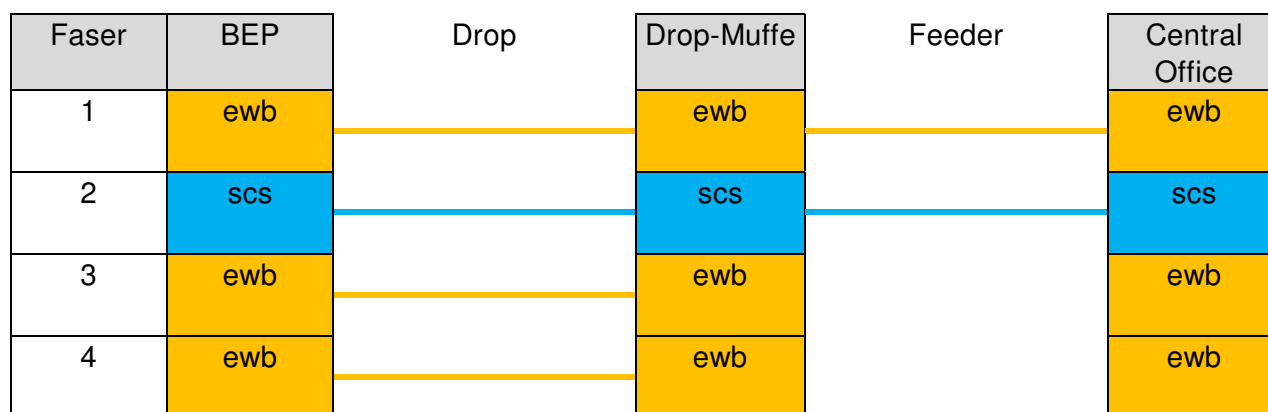 Faser BEP Drop Drop-Muffe Feeder Central
Office
1 ewb ewb ewb
2 scs scs scs
3 ewb ewb ewb
4 ewb ewb ewb